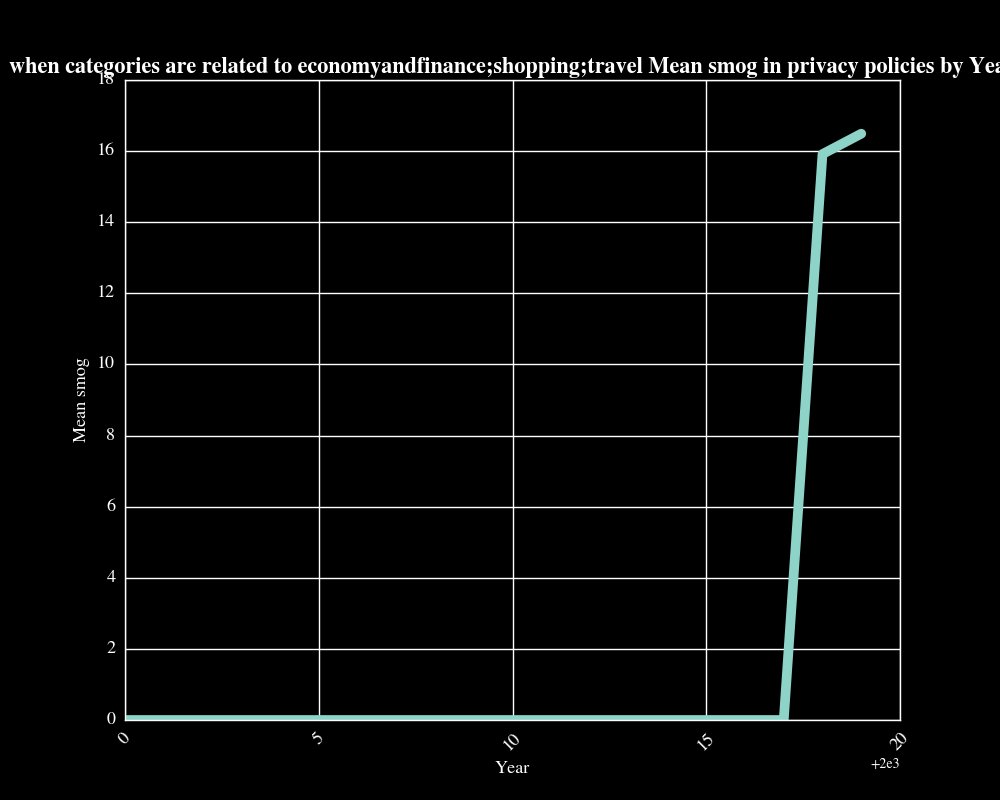 when categories are related to economyandfinance;shopping;travel Mean smog in privacy policies by Yea
18
16
14
12
10
8
6
4
2
0
Mean smog
0 5 10 15 20
Year
+2e3